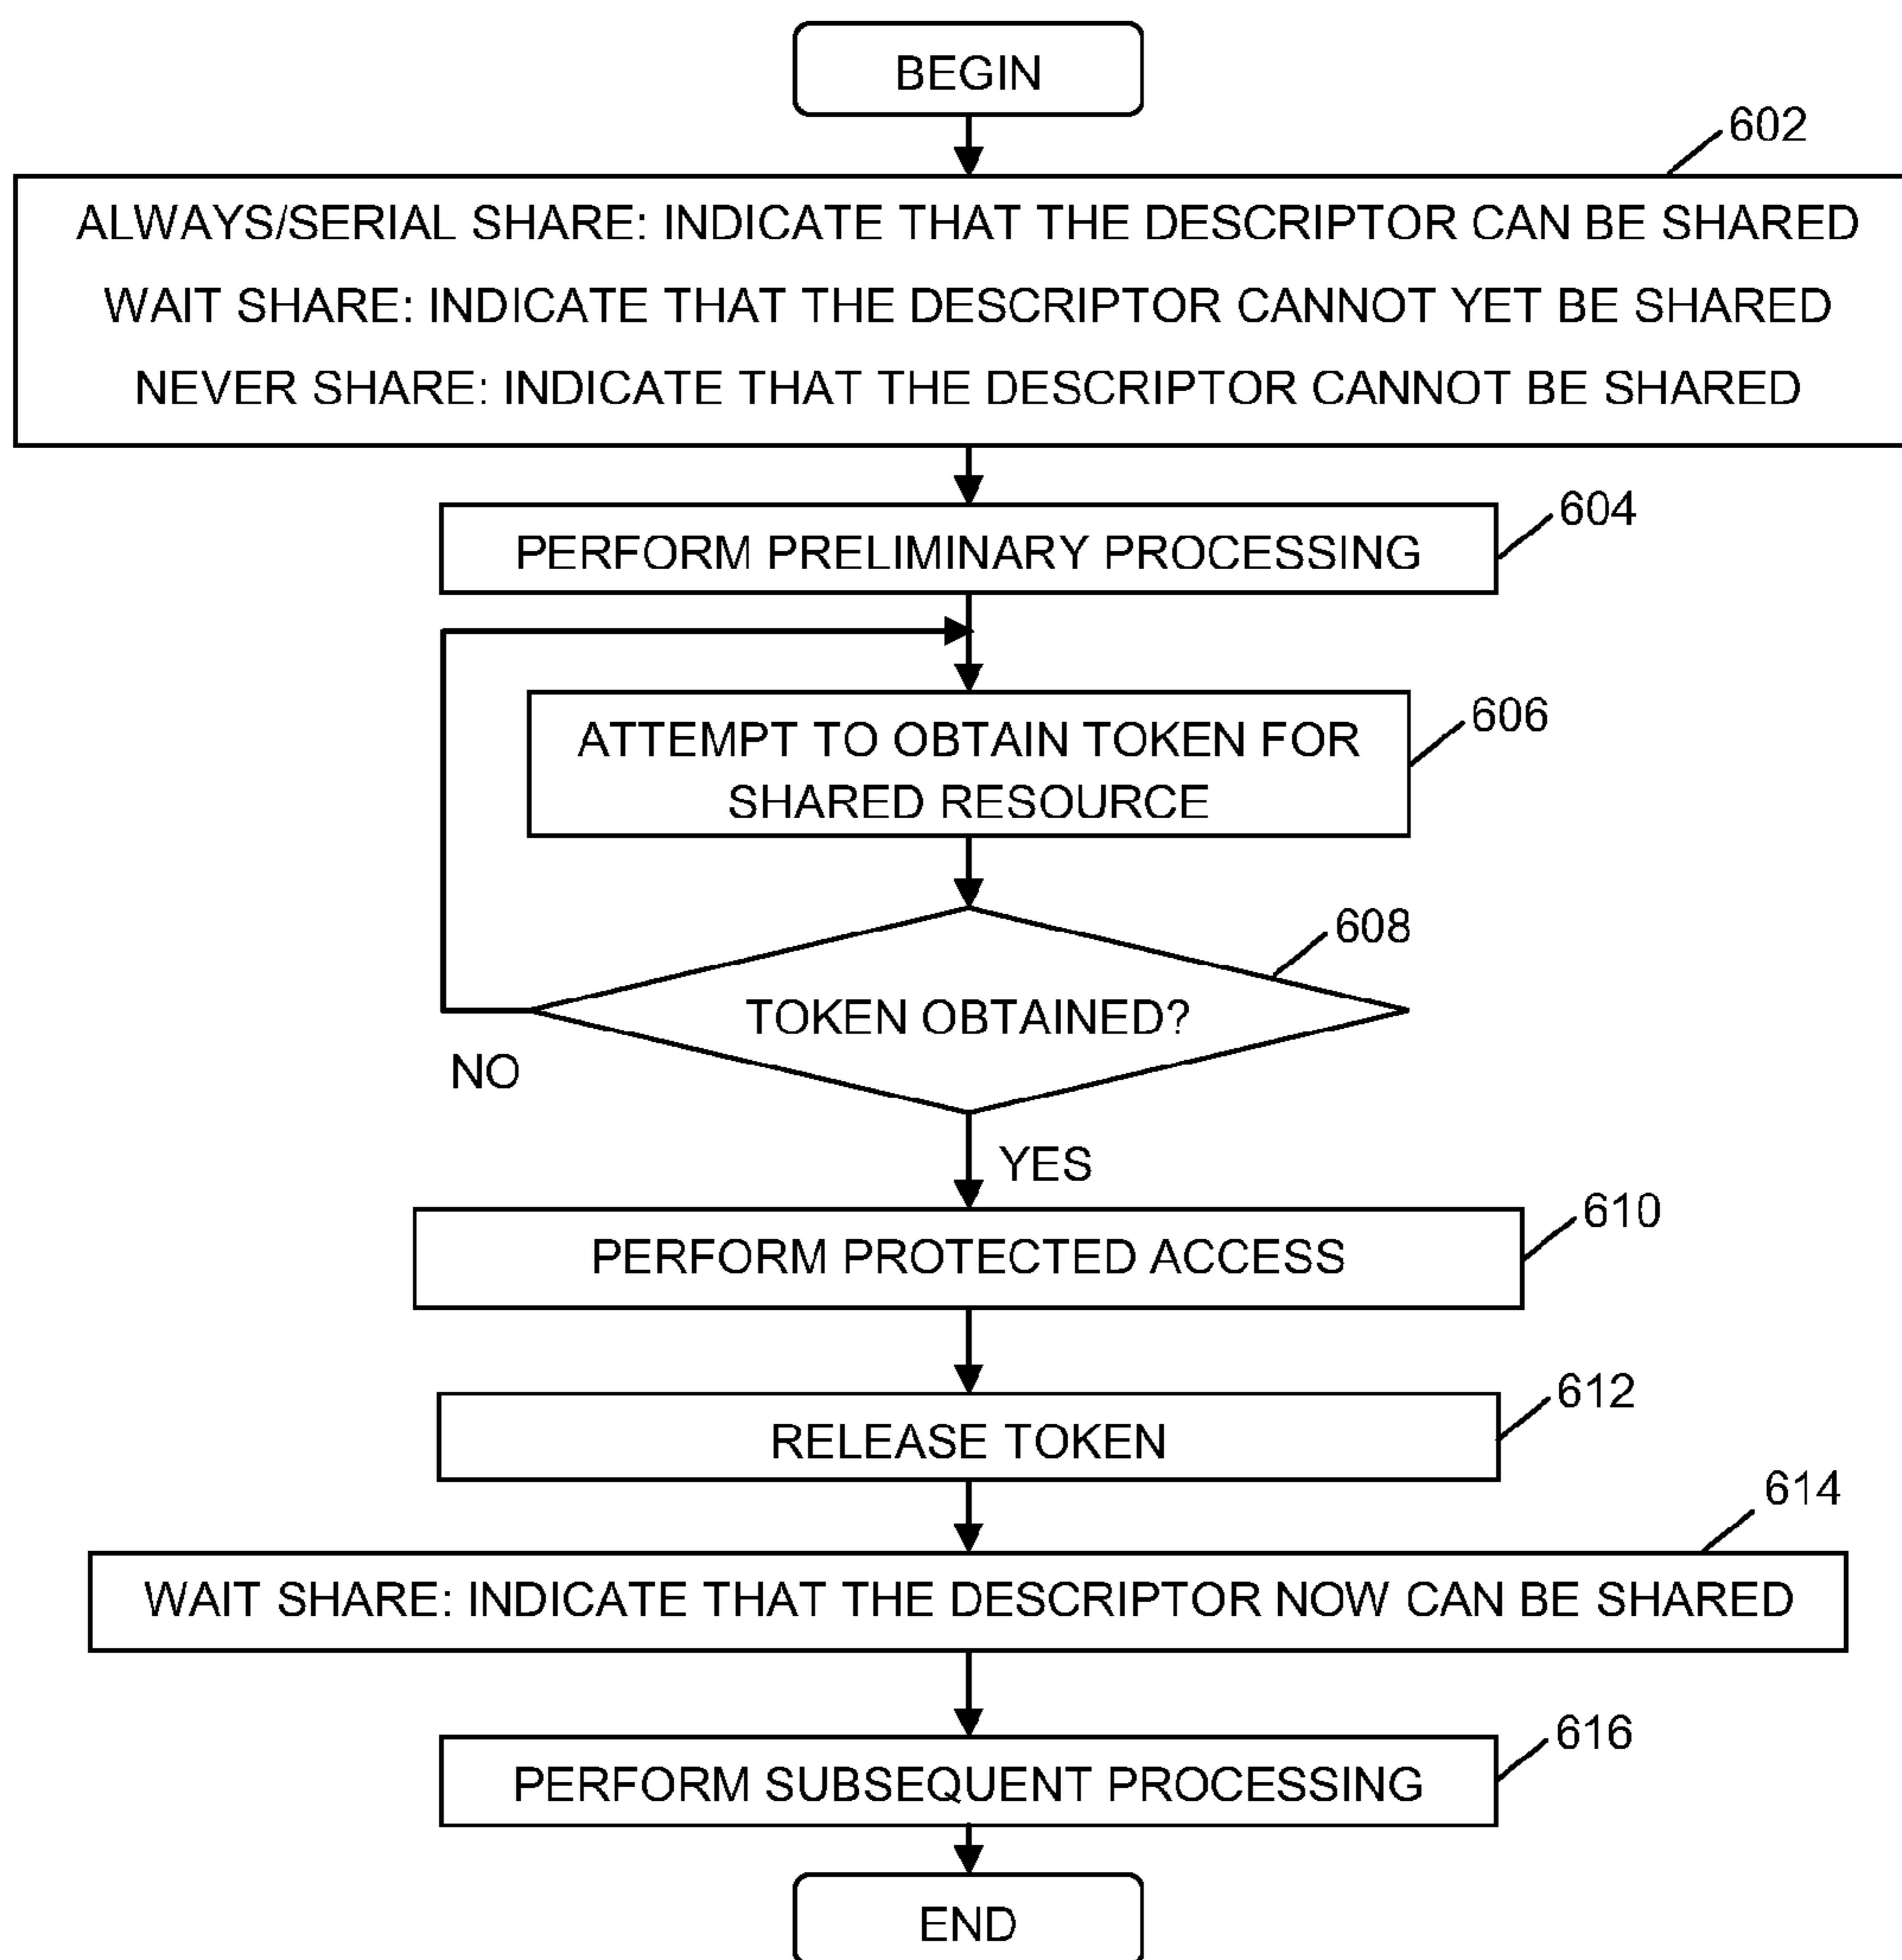 BEGIN
602
ALWAYS/SERIAL SHARE: INDICATE THAT THE DESCRIPTOR CAN BE SHARED
WAIT SHARE: INDICATE THAT THE DESCRIPTOR CANNOT YET BE SHARED
NEVER SHARE: INDICATE THAT THE DESCRIPTOR CANNOT BE SHARED
604
PERFORM PRELIMINARY PROCESSING
606
ATTEMPT TO OBTAIN TOKEN FOR
SHARED RESOURCE
608
TOKEN OBTAINED?
NO
YES
610
PERFORM PROTECTED ACCESS
612
RELEASE TOKEN
614
WAIT SHARE: INDICATE THAT THE DESCRIPTOR NOW CAN BE SHARED
616
PERFORM SUBSEQUENT PROCESSING
END